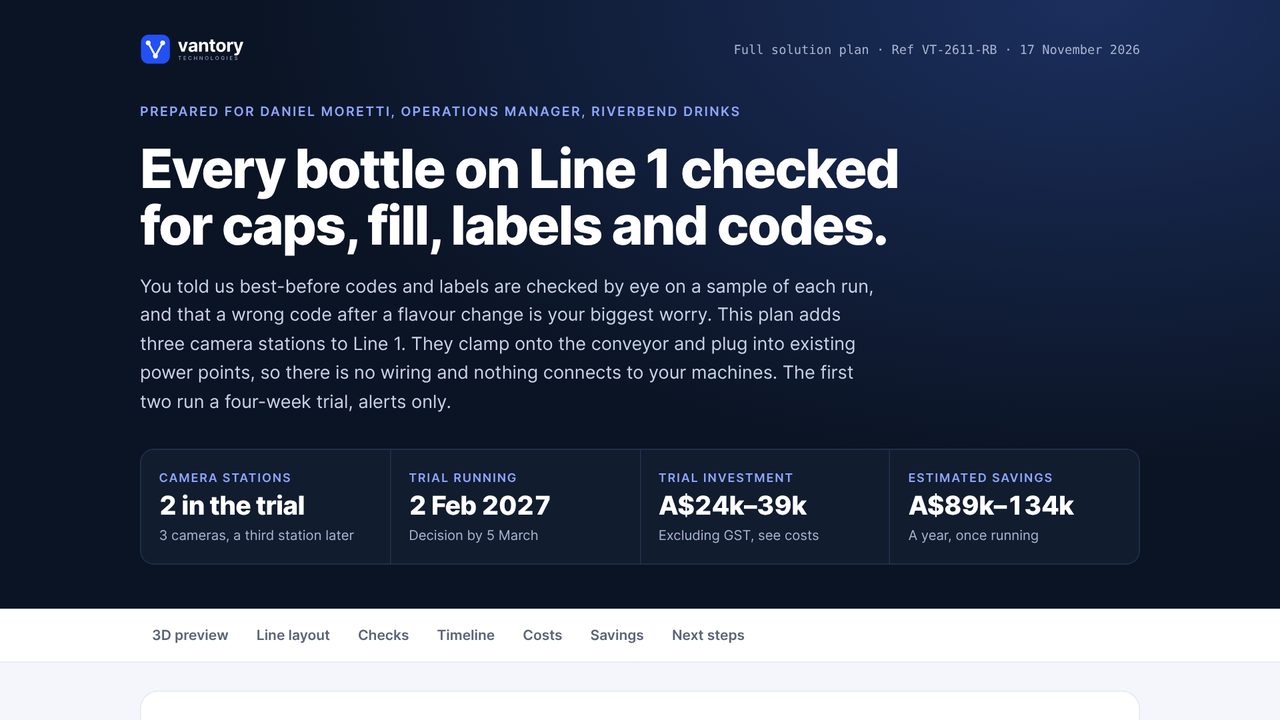 vantory
TECHNOLOGIES
Full solution plan · Ref VT-2611-RB · 17 November 2026
PREPARED FOR DANIEL MORETTI, OPERATIONS MANAGER, RIVERBEND DRINKS
Every bottle on Line 1 checked
for caps, fill, labels and codes.
You told us best-before codes and labels are checked by eye on a sample of each run,
and that a wrong code after a flavour change is your biggest worry. This plan adds
three camera stations to Line 1. They clamp onto the conveyor and plug into existing
power points, so there is no wiring and nothing connects to your machines. The first
two run a four-week trial, alerts only.
CAMERA STATIONS
2 in the trial
3 cameras, a third station later
TRIAL RUNNING
2 Feb 2027
Decision by 5 March
TRIAL INVESTMENT
A$24k–39k
Excluding GST, see costs
ESTIMATED SAVINGS
A$89k–134k
A year, once running
3D preview Line layout Checks Timeline Costs Savings Next steps